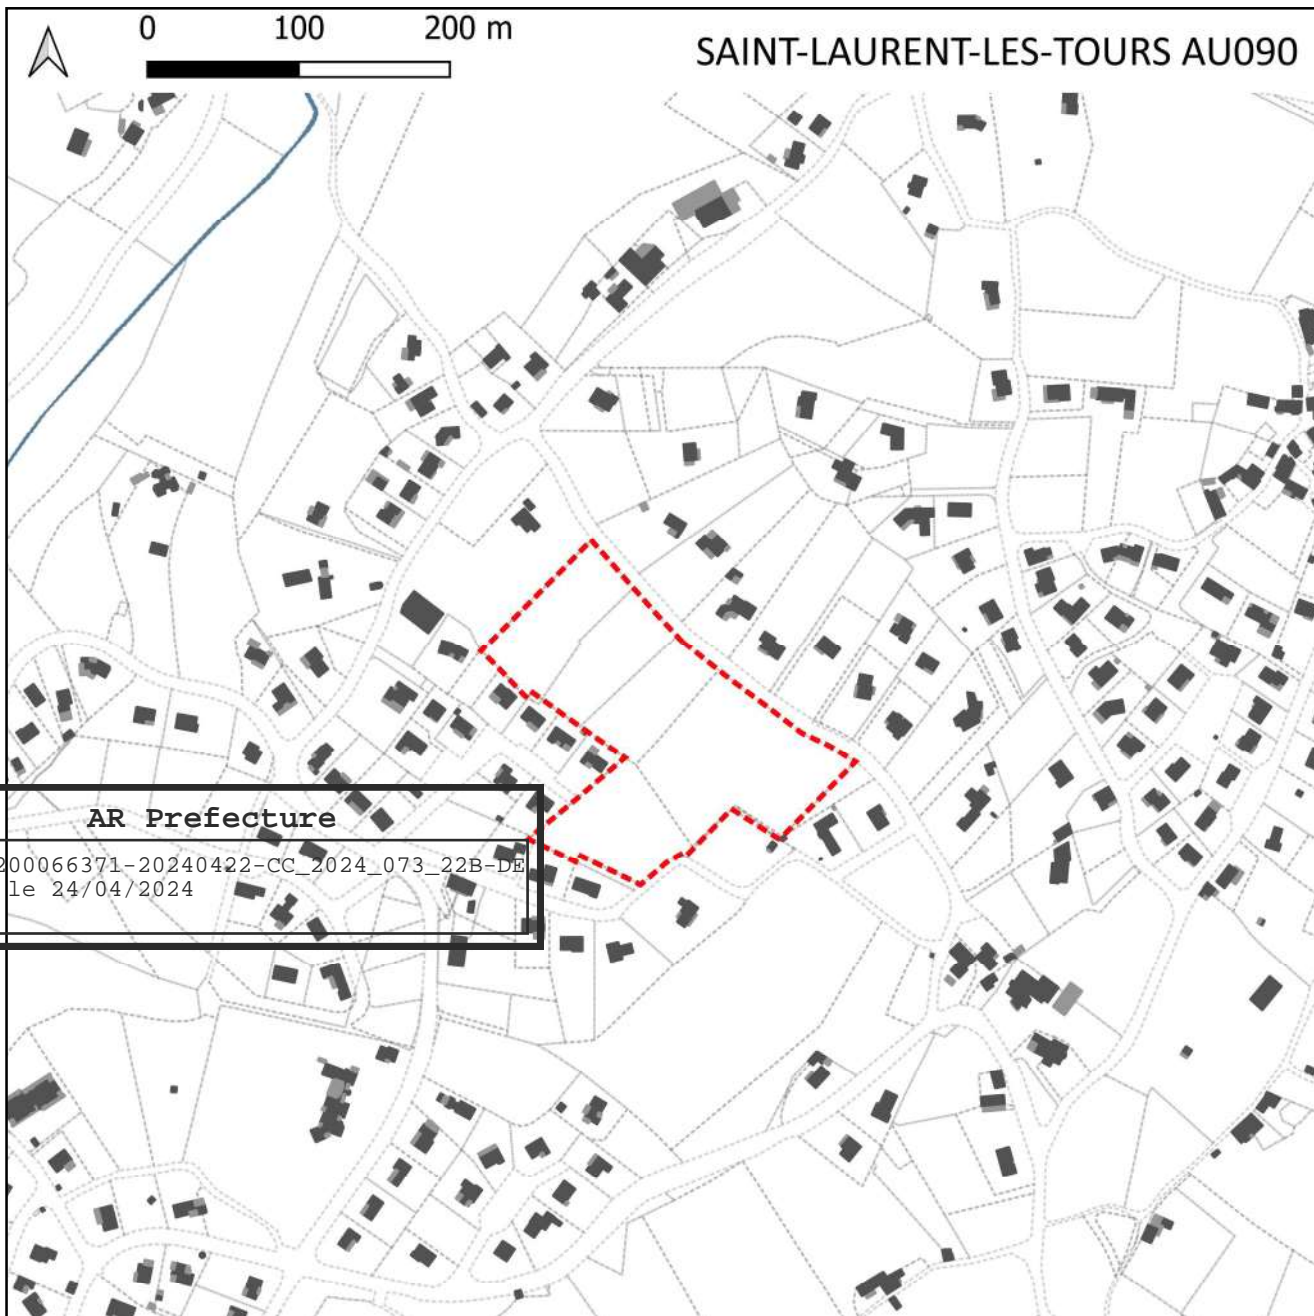 0 100 200 m
SAINT-LAURENT-LES-TOURS AU090
AR Prefecture
200066371-20240422-CC_2024_073_22B-DE
le 24/04/2024